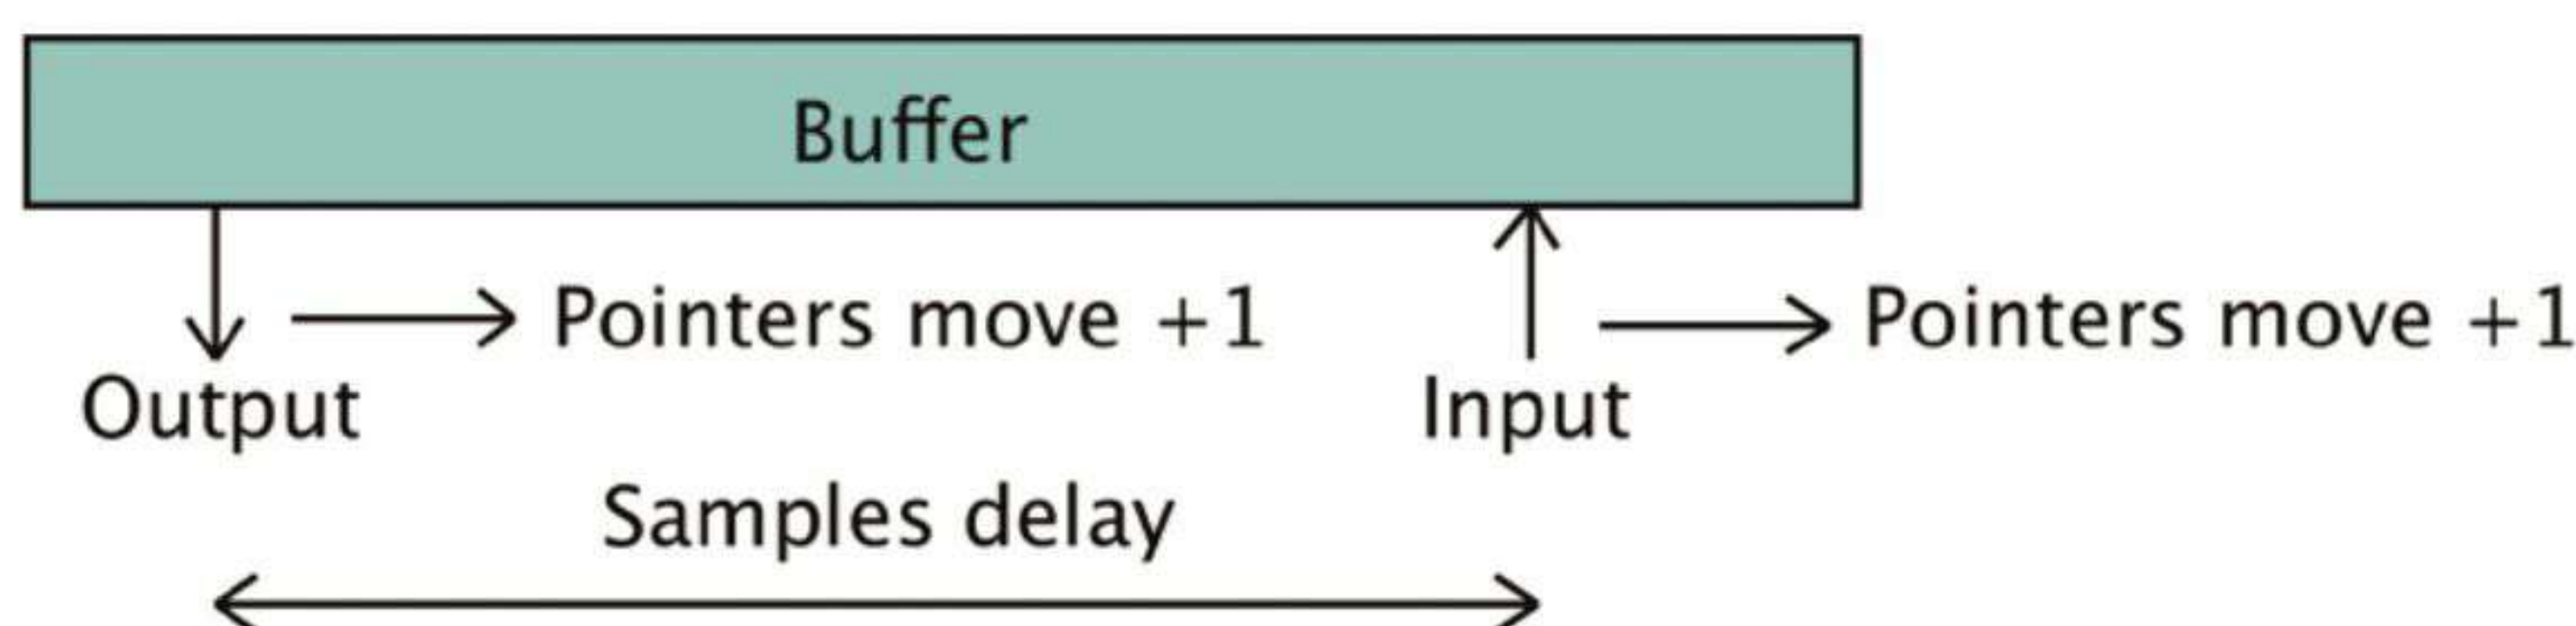 Buffer
Pointers move +1
Pointers move +1
Output
Input
Samples delay